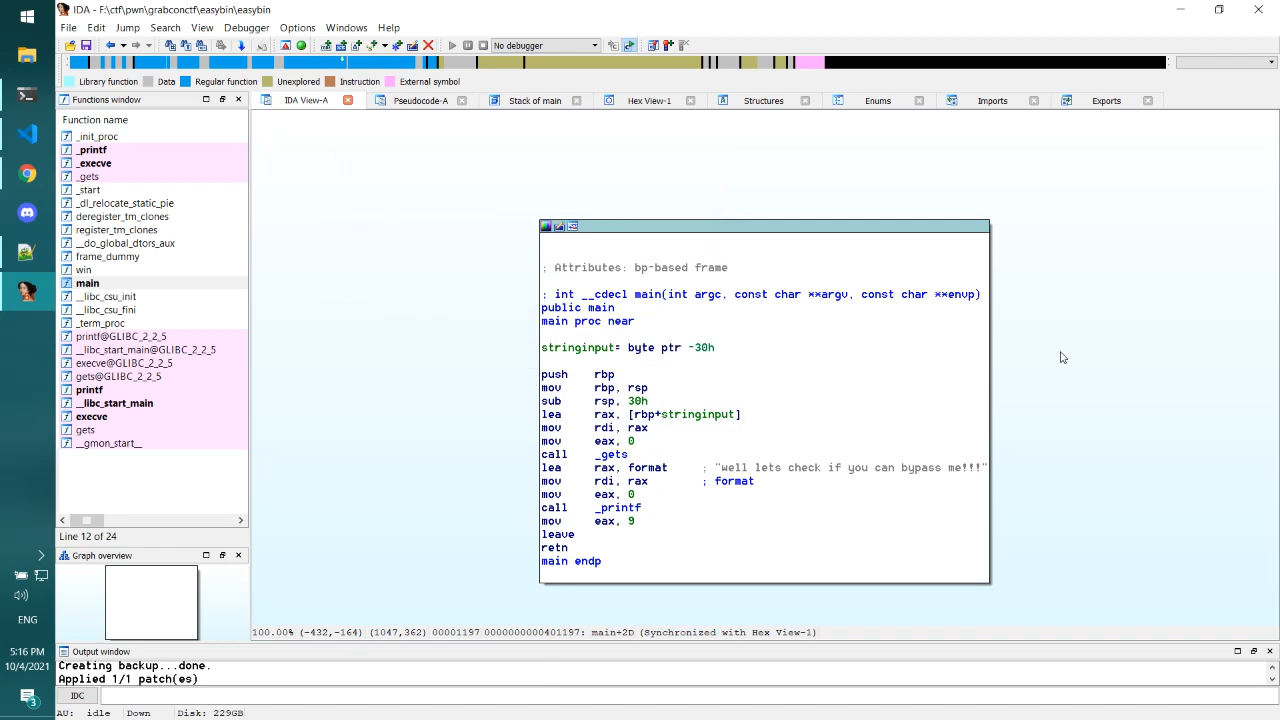 IDA - F:\ctf\pwn\grabconctf\easybin\easybin
File Edit Jump Search View Debugger Options Windows Help
No debugger
Library function Data Regular function Unexplored Instruction External symbol
Functions window
IDA View-A Pseudocode-A Stack of main Hex View-1 Structures Enums Imports Exports
Function name
_init_proc
_printf
_execve
_gets
_start
_dl_relocate_static_pie
deregister_tm_clones
register_tm_clones
__do_global_dtors_aux
frame_dummy
win
main
__libc_csu_init
__libc_csu_fini
_term_proc
printf@GLIBC_2_2_5
__libc_start_main@GLIBC_2_2_5
execve@GLIBC_2_2_5
gets@GLIBC_2_2_5
printf
__libc_start_main
execve
gets
__gmon_start__
Line 12 of 24
Graph overview
; Attributes: bp-based frame
; int __cdecl main(int argc, const char **argv, const char **envp)
public main
main proc near
stringinput= byte ptr -30h
push rbp
mov rbp, rsp
sub rsp, 30h
lea rax, [rbp+stringinput]
mov rdi, rax
mov eax, 0
call _gets
lea rax, format ; "well lets check if you can bypass me!!!"
mov rdi, rax ; format
mov eax, 0
call _printf
mov eax, 9
leave
retn
main endp
100.00% (-432,-164) (1047,362) 00001197 0000000000401197: main+2D (Synchronized with Hex View-1)
Output window
Creating backup...done.
Applied 1/1 patch(es)
IDC
AU: idle Down Disk: 229GB
ENG
5:16 PM
10/4/2021
3